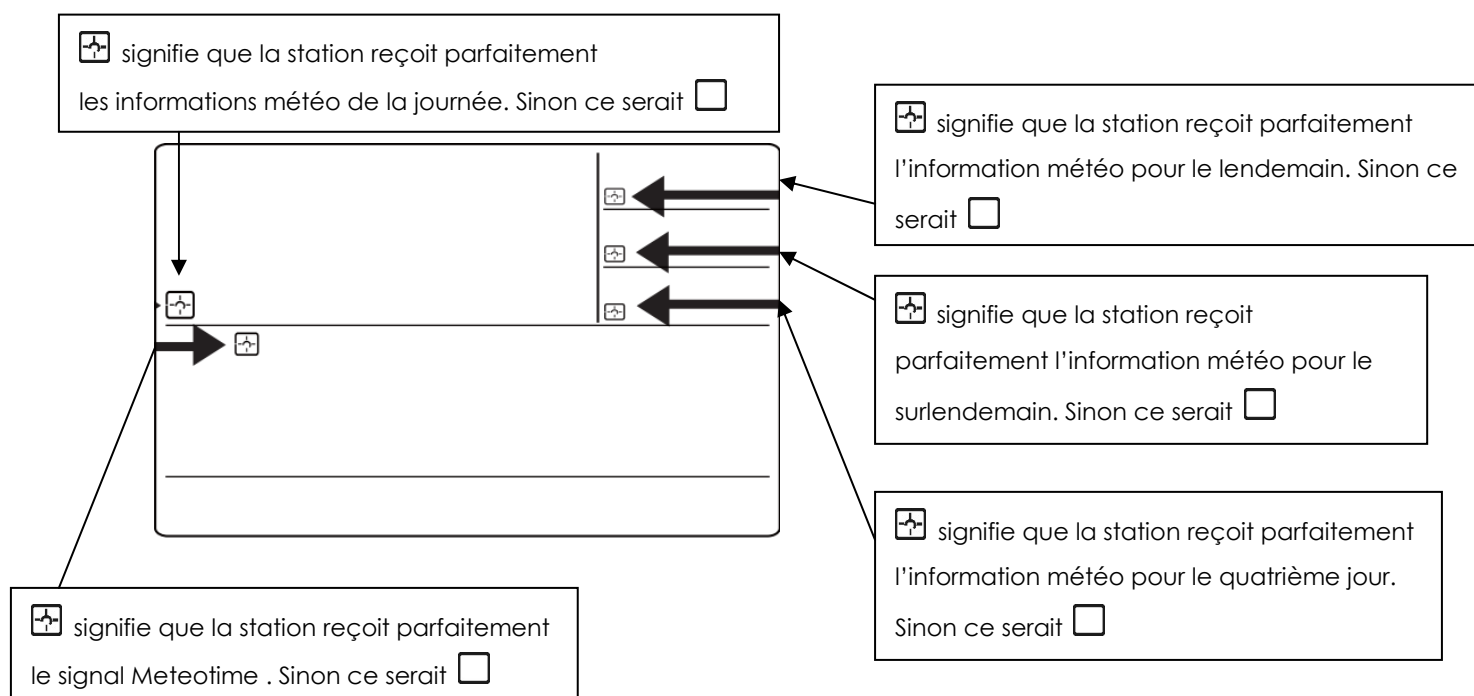 signifie que la station reçoit parfaitement
les informations météo de la journée. Sinon ce serait
signifie que la station reçoit parfaitement
l’information météo pour le lendemain. Sinon ce
serait
signifie que la station reçoit
parfaitement l’information météo pour le
surlendemain. Sinon ce serait
signifie que la station reçoit parfaitement
l’information météo pour le quatrième jour.
Sinon ce serait
signifie que la station reçoit parfaitement
le signal Meteotime . Sinon ce serait